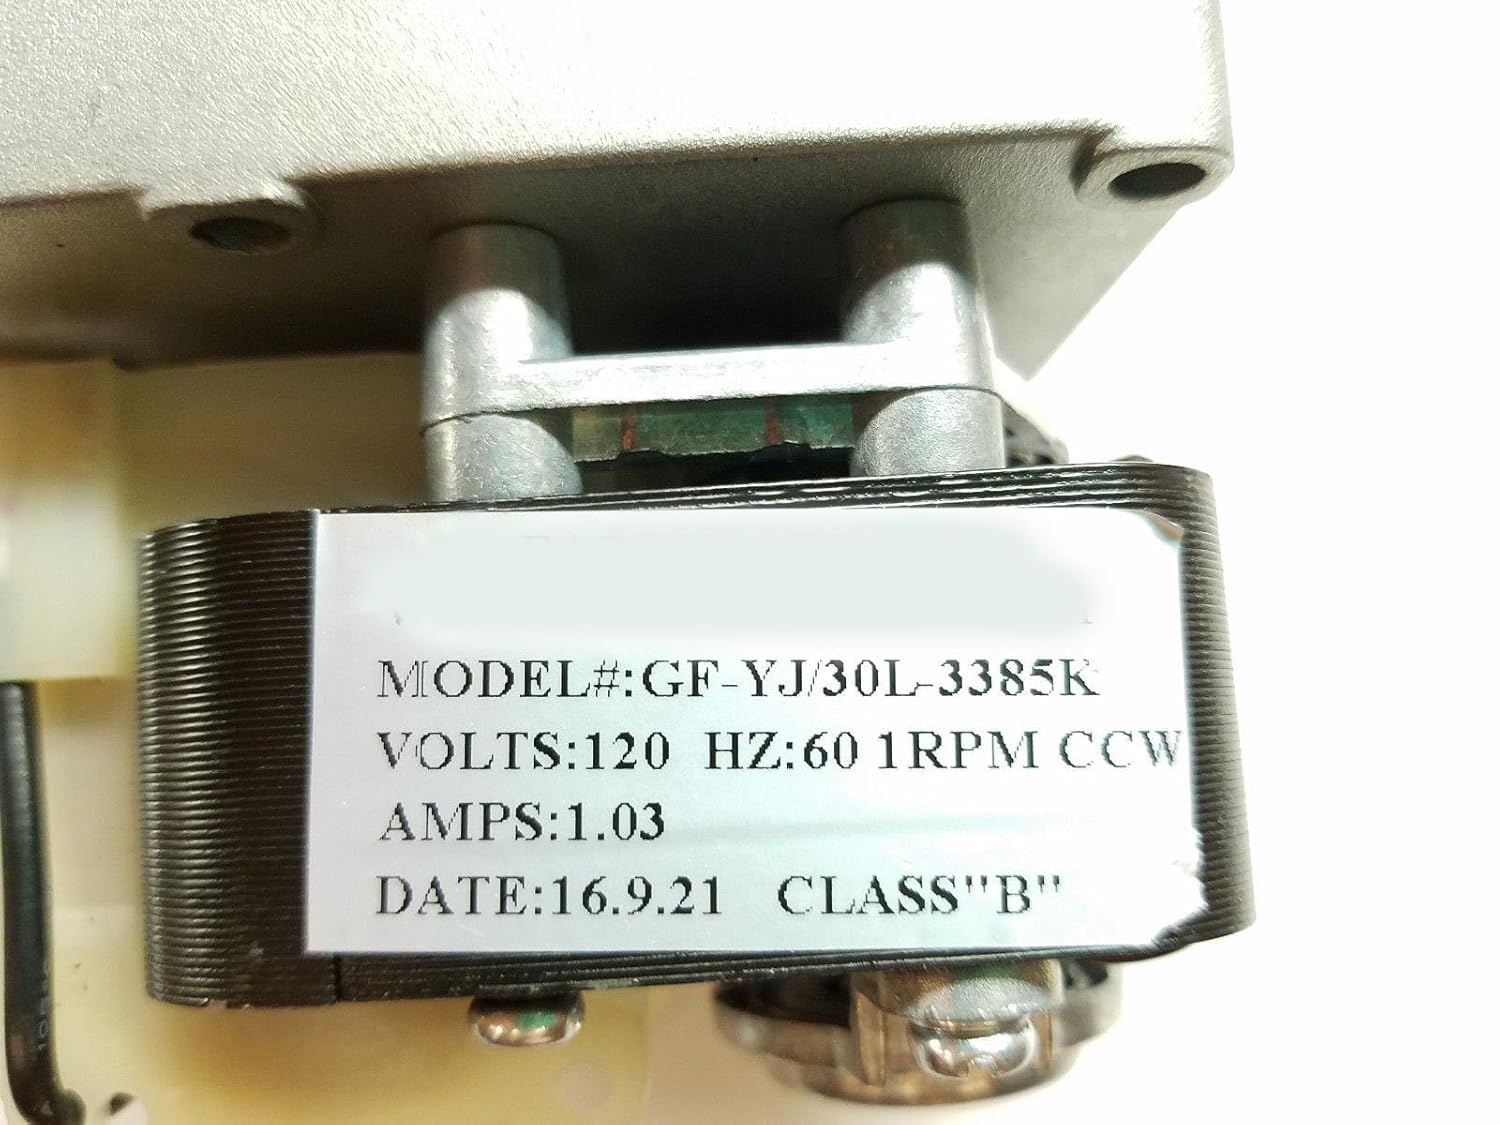 MODEL#:GF-YJ/30L-3385K
VOLTS:120 HZ:60 1RPM CCW
AMPS:1.03
DATE:16.9.21 CLASS"B"